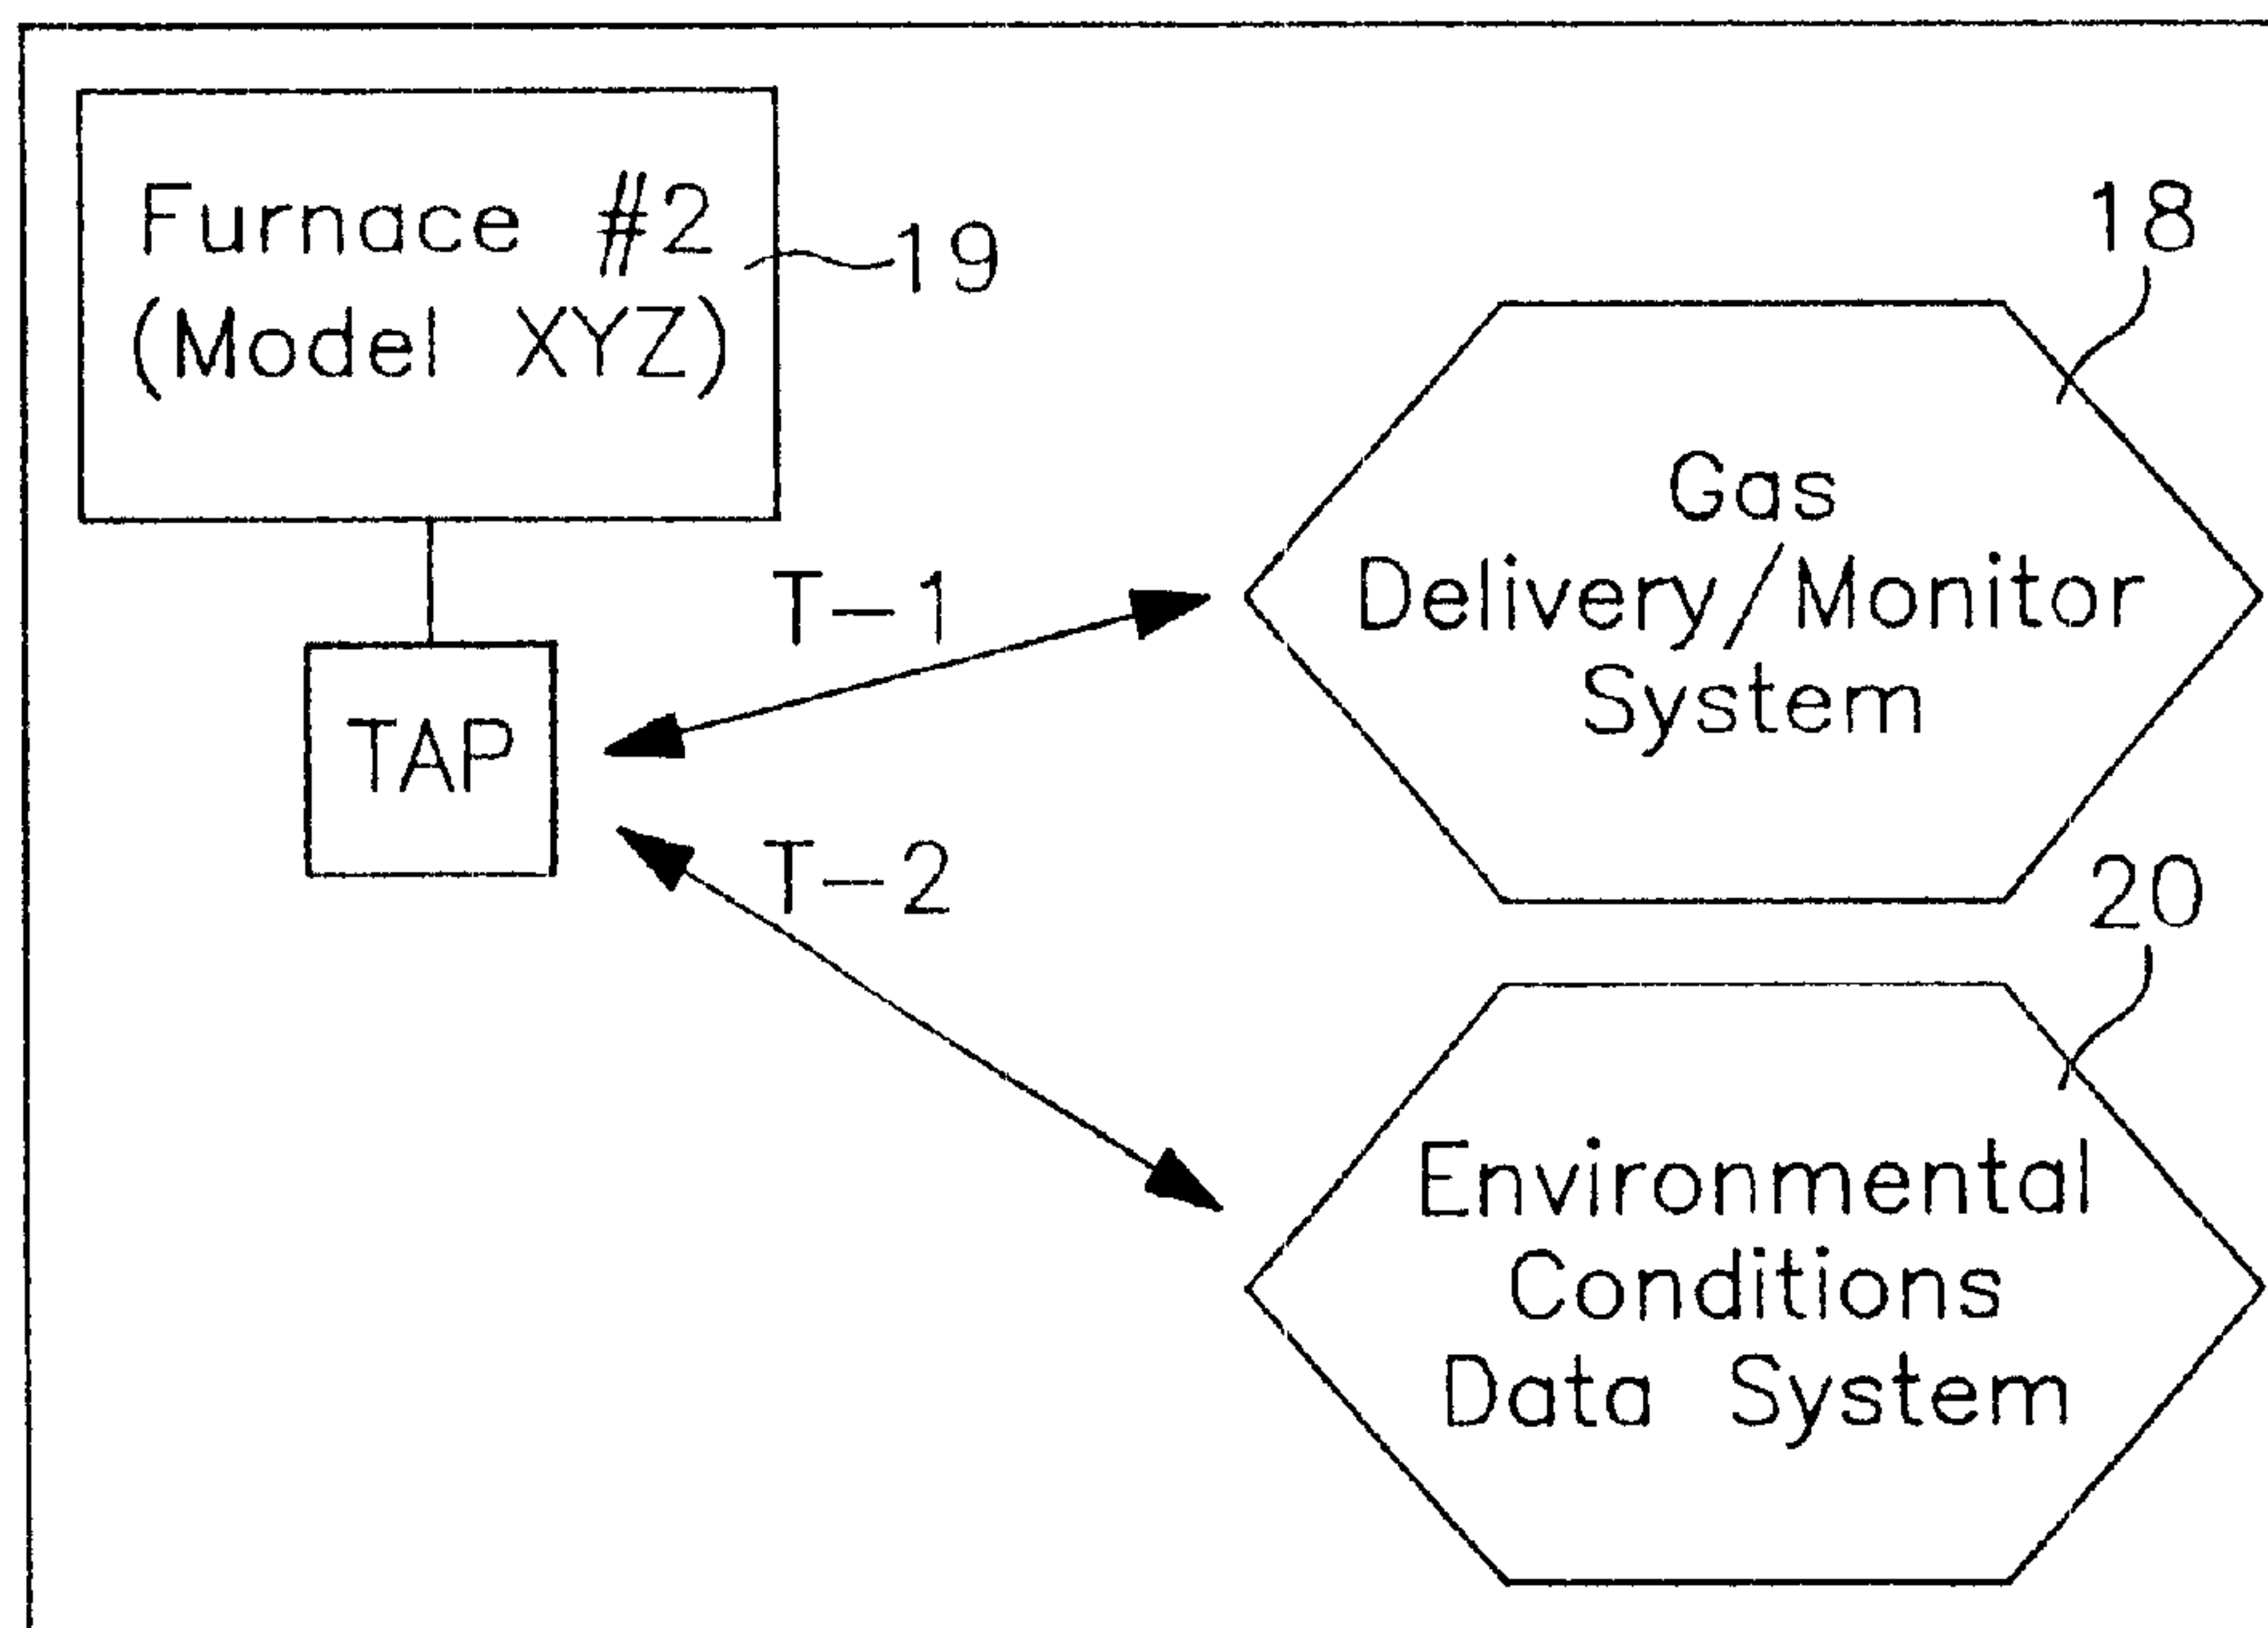 Furnace #2
(Model XYZ)
19
18
Gas
Delivery/Monitor
System
T-1
TAP
T-2
20
Environmental
Conditions
Data System